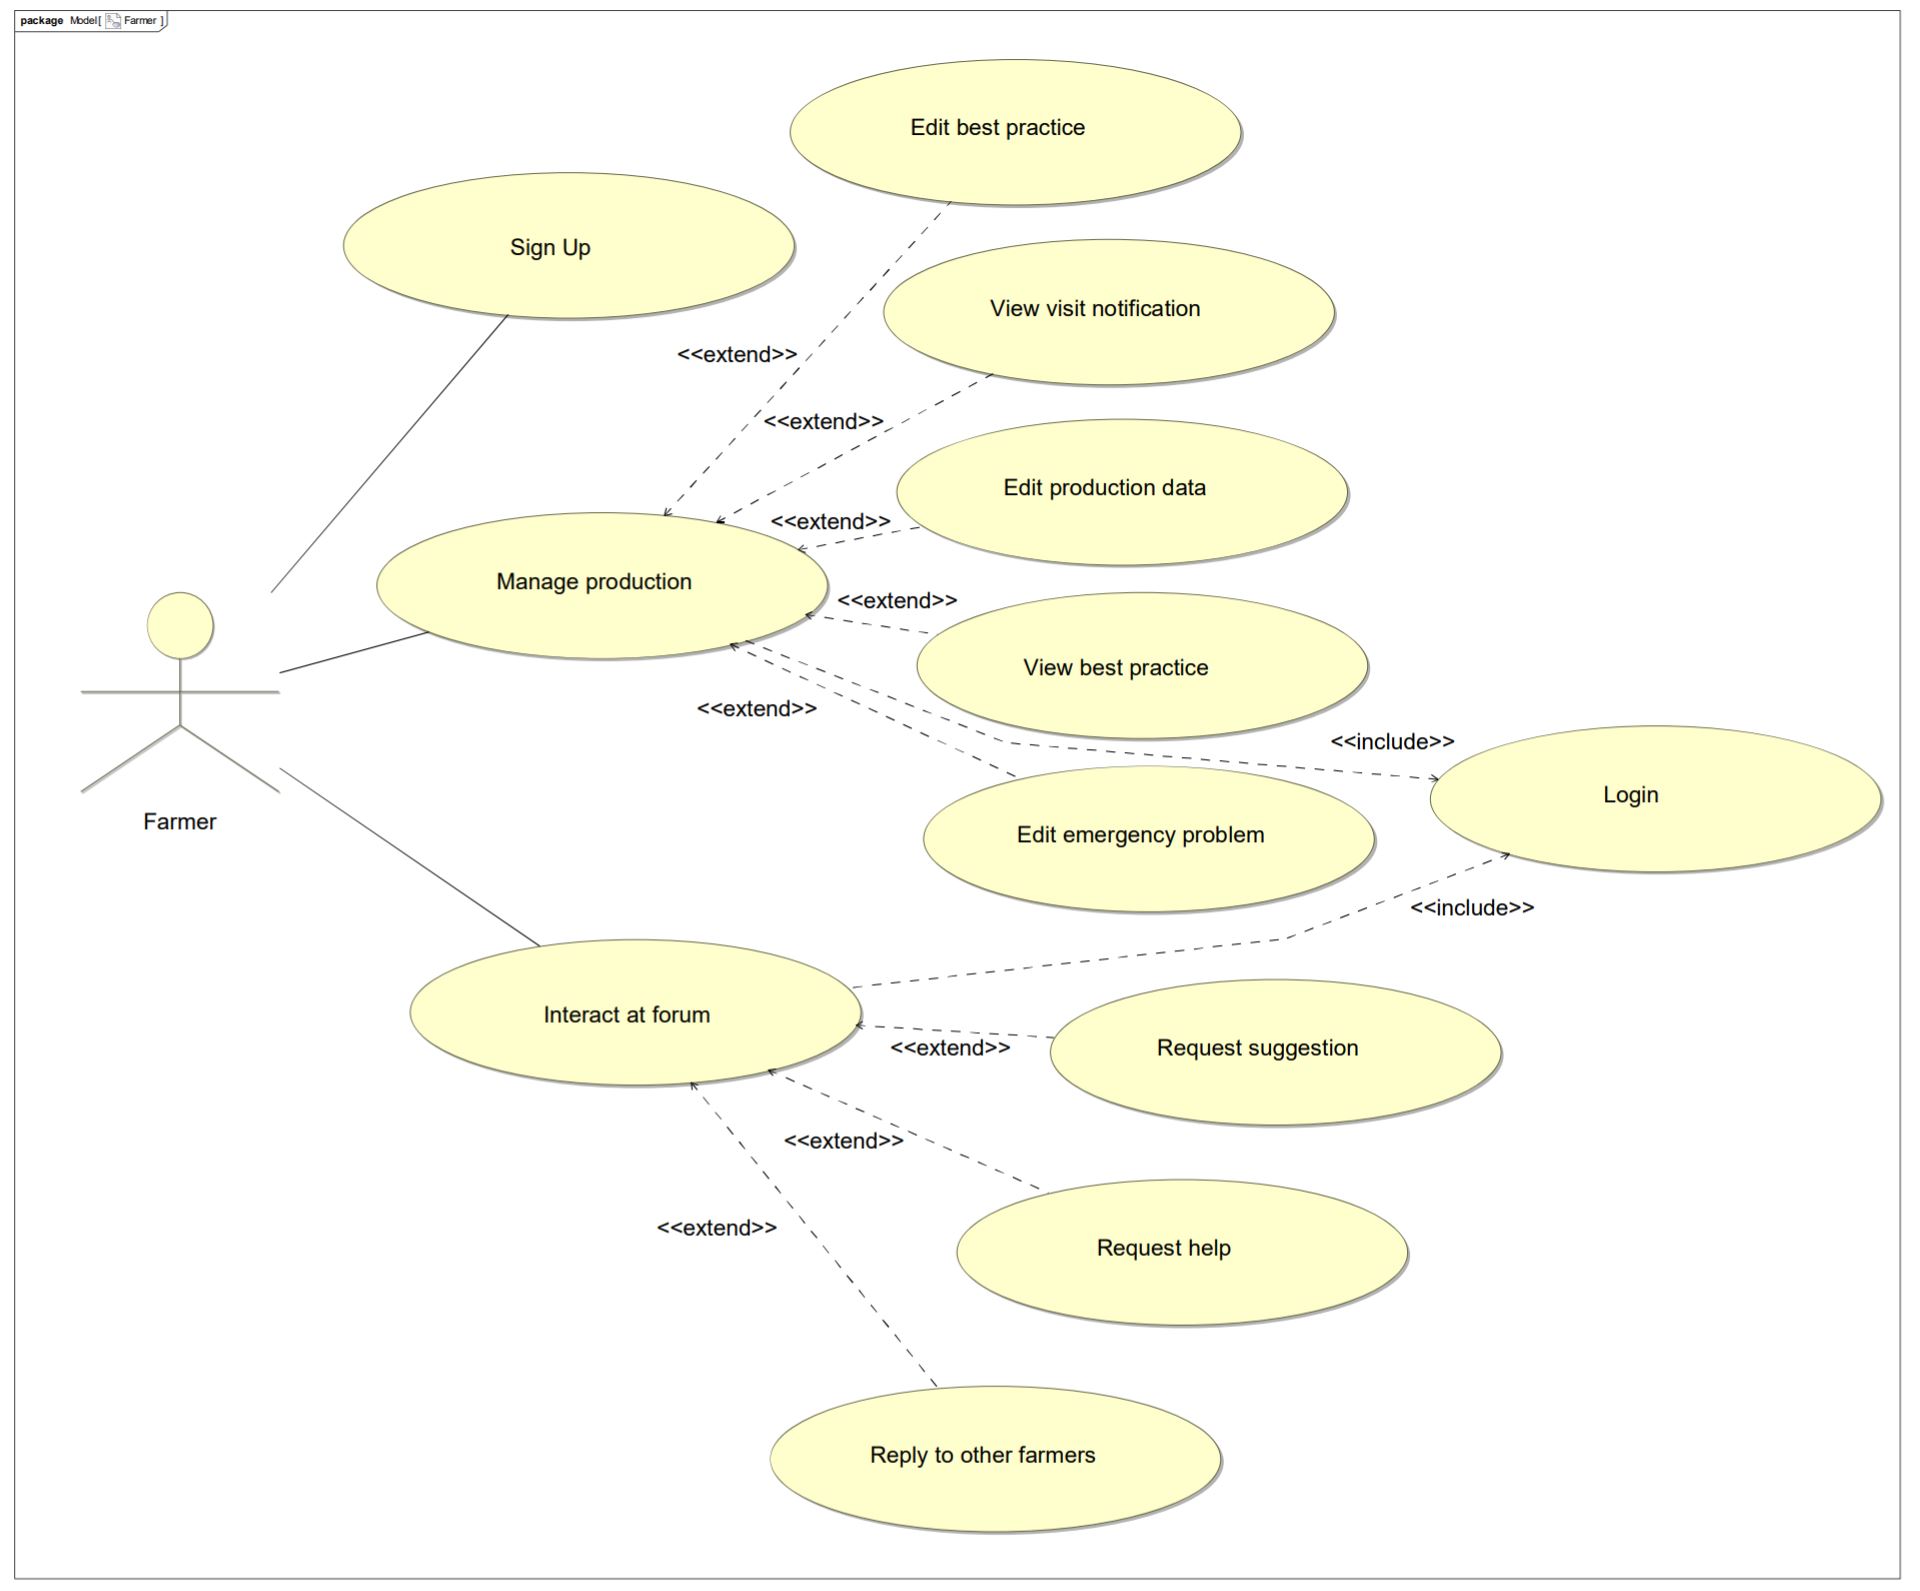 package Model[ Farmer ]
Edit best practice
Sign Up
View visit notification
<<extend>>
<<extend>>
Edit production data
<<extend>>
Manage production
<<extend>>
View best practice
<<extend>>
<<include>>
Login
Farmer
Edit emergency problem
<<include>>
Interact at forum
<<extend>>
Request suggestion
<<extend>>
<<extend>>
Request help
Reply to other farmers